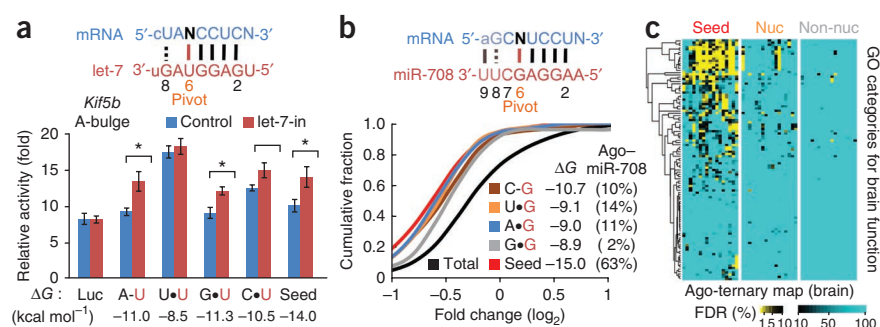 a
mRNA 5′-cUANCCUCN-3′
let-7 3′-uGAUGGAGU-5′
8 6 2
Pivot
Kif5b
A-bulge
Control let-7-in
Relative activity (fold)
20
15
10
5
0
* * *
Luc A-U U•U G•U C•U Seed
ΔG :
(kcal mol⁻¹) −11.0 −8.5 −11.3 −10.5 −14.0
b
mRNA 5′-aGCNUCCUN-3′
miR-708 3′-UUCGAGGAA-5′
9 8 7 6 2
Pivot
Cumulative fraction
1.0
0.8
0.6
0.4
0.2
0
−1 −0.5 0 0.5 1
Fold change (log₂)
ΔG Ago–miR-708
C-G −10.7 (10%)
U•G −9.1 (14%)
A•G −9.0 (11%)
G•G −8.9 (2%)
Total Seed −15.0 (63%)
c
Seed Nuc Non-nuc
GO categories for brain function
Ago-ternary map (brain)
FDR (%)
1 5 10 10 50 100